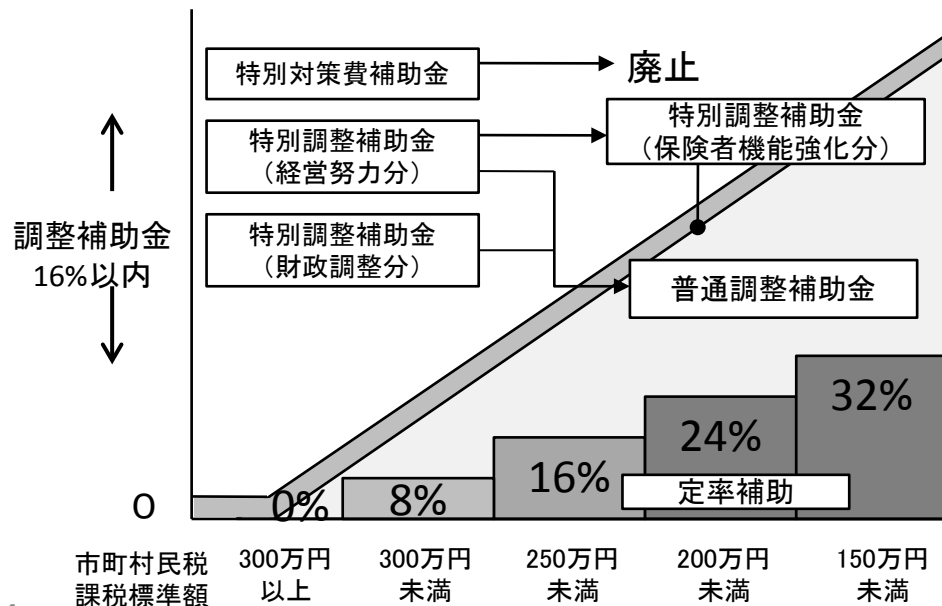 特別対策費補助金
廃止
特別調整補助金
（経営努力分）
特別調整補助金
（保険者機能強化分）
特別調整補助金
（財政調整分）
調整補助金
16%以内
普通調整補助金
32%
24%
16%
定率補助
8%
0%
0
市町村民税
課税標準額
300万円
以上
300万円
未満
250万円
未満
200万円
未満
150万円
未満